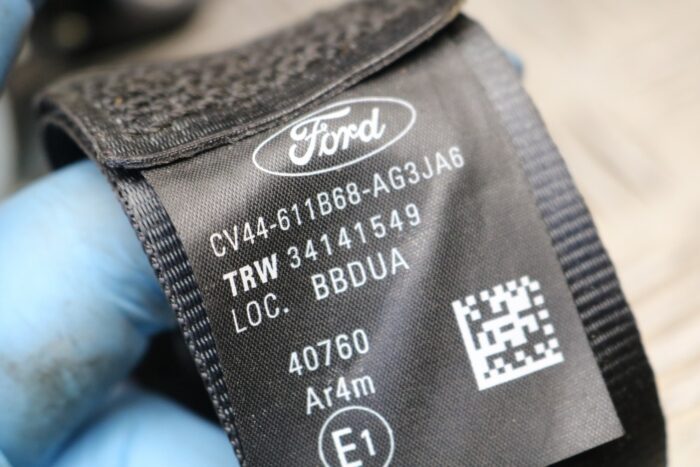 Ford
CV44-611B68-AG3JA6
TRW 34141549
LOC. BBDUA
40760
Ar4m
E1